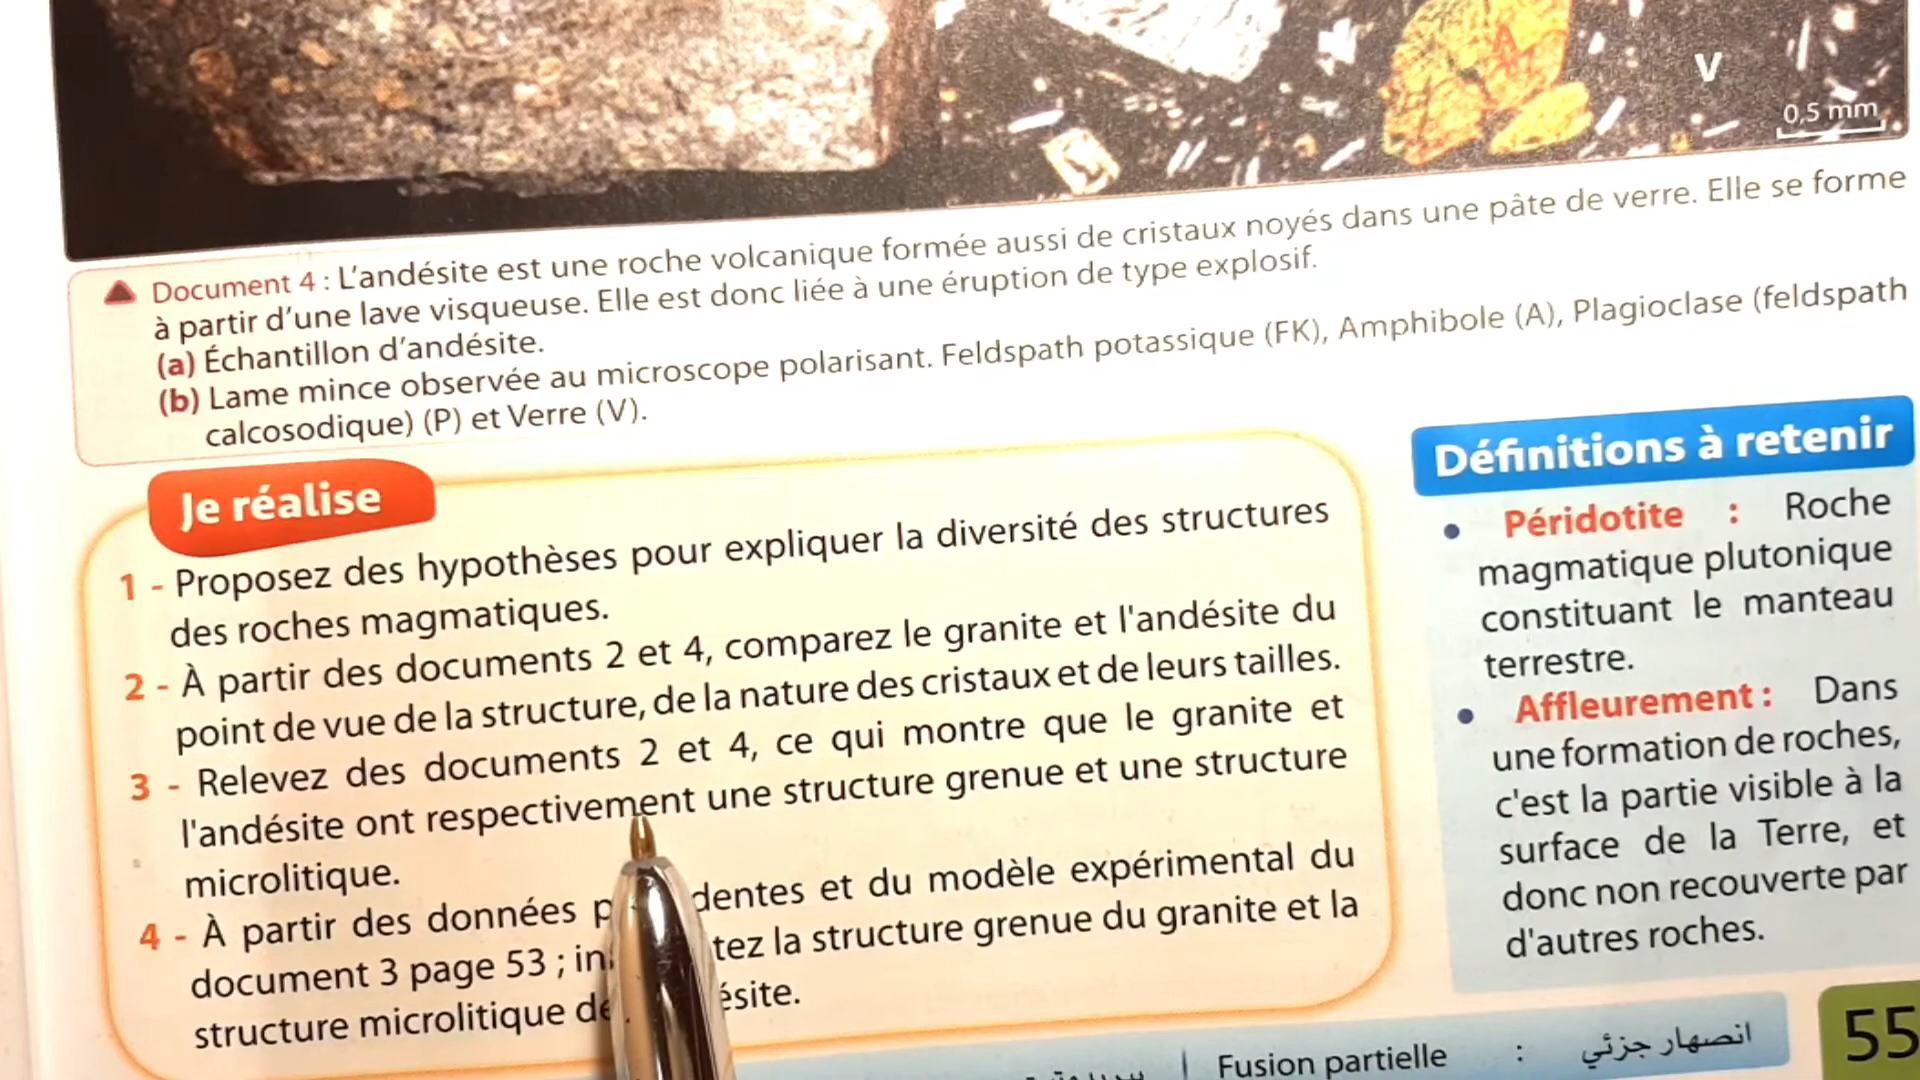 A
V
0,5 mm
Document 4 : L'andésite est une roche volcanique formée aussi de cristaux noyés dans une pâte de verre. Elle se forme
à partir d'une lave visqueuse. Elle est donc liée à une éruption de type explosif.
(a) Échantillon d'andésite.
(b) Lame mince observée au microscope polarisant. Feldspath potassique (FK), Amphibole (A), Plagioclase (feldspath
calcosodique) (P) et Verre (V).
Je réalise
1 - Proposez des hypothèses pour expliquer la diversité des structures
des roches magmatiques.
2 - À partir des documents 2 et 4, comparez le granite et l'andésite du
point de vue de la structure, de la nature des cristaux et de leurs tailles.
3 - Relevez des documents 2 et 4, ce qui montre que le granite et
l'andésite ont respectivement une structure grenue et une structure
microlitique.
4 - À partir des données p dentes et du modèle expérimental du
document 3 page 53 ; in tez la structure grenue du granite et la
structure microlitique de ésite.
Définitions à retenir
• Péridotite : Roche
magmatique plutonique
constituant le manteau
terrestre.
• Affleurement : Dans
une formation de roches,
c'est la partie visible à la
surface de la Terre, et
donc non recouverte par
d'autres roches.
Fusion partielle : انصهار جزئي
55